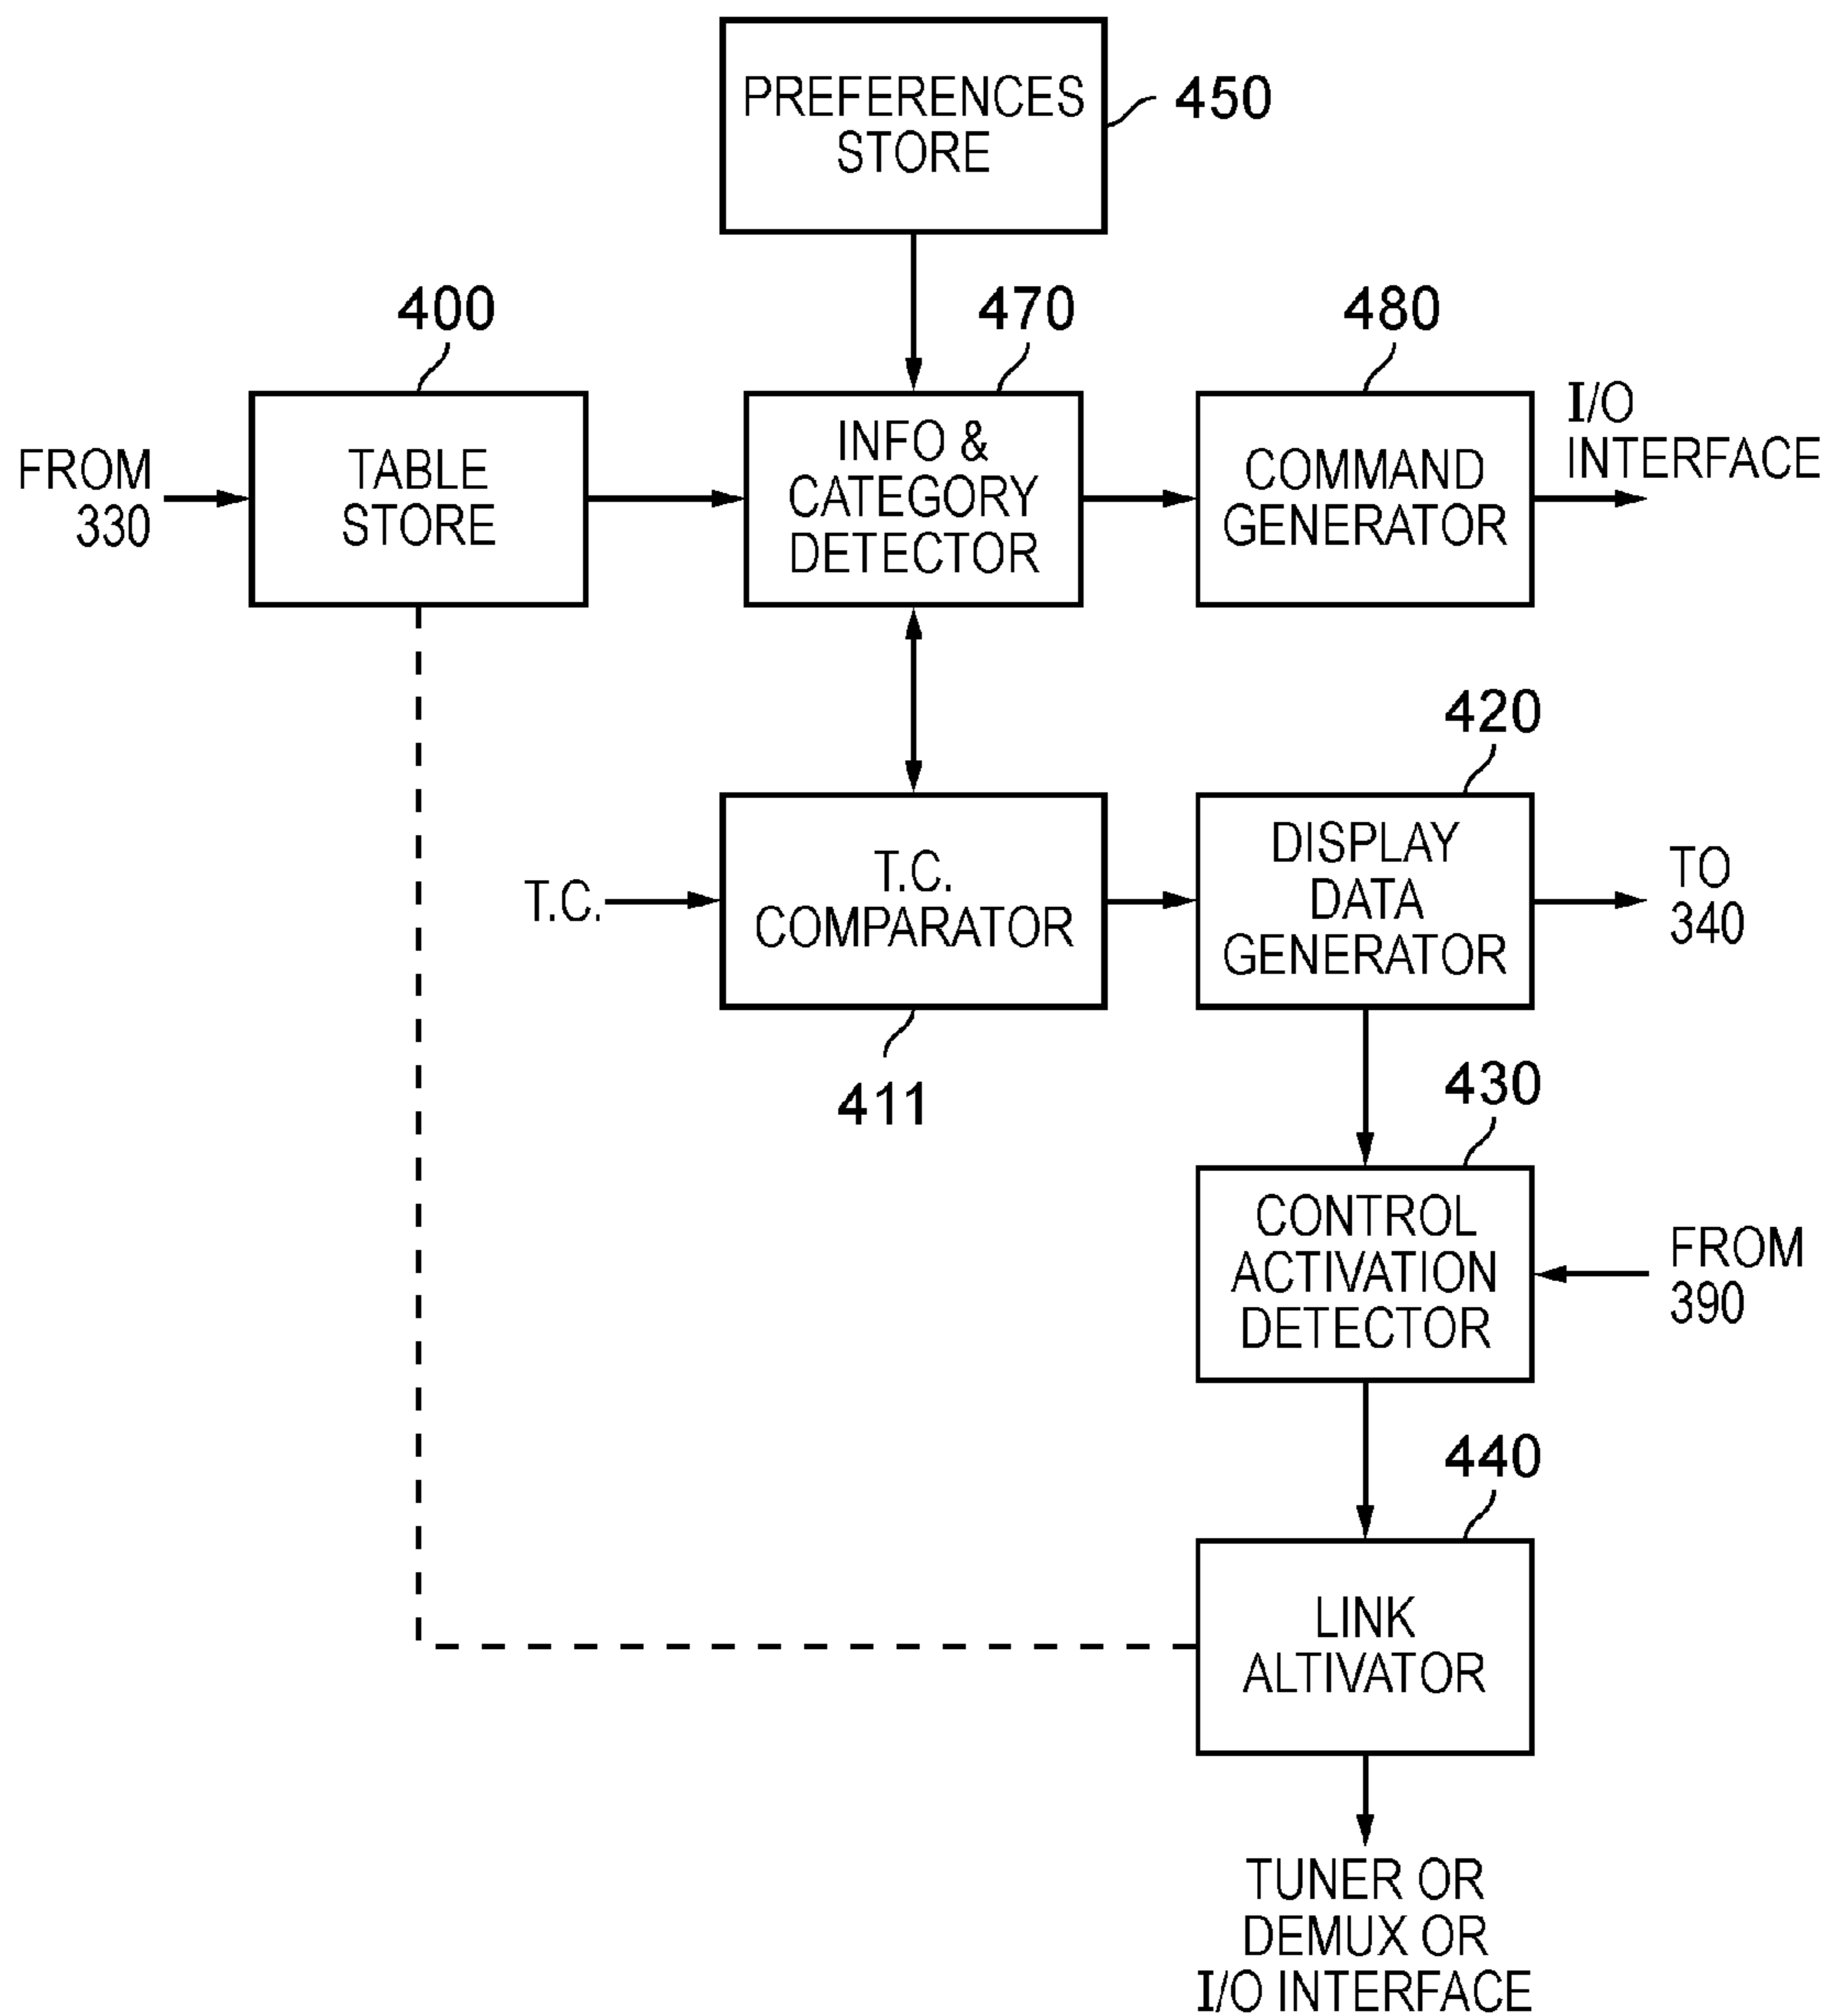 PREFERENCES
STORE
450
400
470
480
FROM
330
TABLE
STORE
INFO &
CATEGORY
DETECTOR
COMMAND
GENERATOR
I/O
INTERFACE
420
T.C.
T.C.
COMPARATOR
DISPLAY
DATA
GENERATOR
TO
340
411
430
CONTROL
ACTIVATION
DETECTOR
FROM
390
440
LINK
ALTIVATOR
TUNER OR
DEMUX OR
I/O INTERFACE